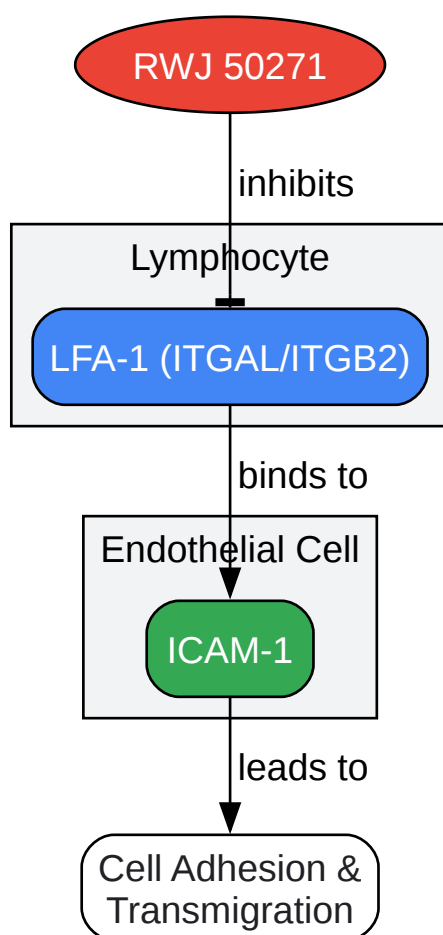 RWJ 50271
inhibits
Lymphocyte
LFA-1 (ITGAL/ITGB2)
binds to
Endothelial Cell
ICAM-1
leads to
Cell Adhesion &
Transmigration